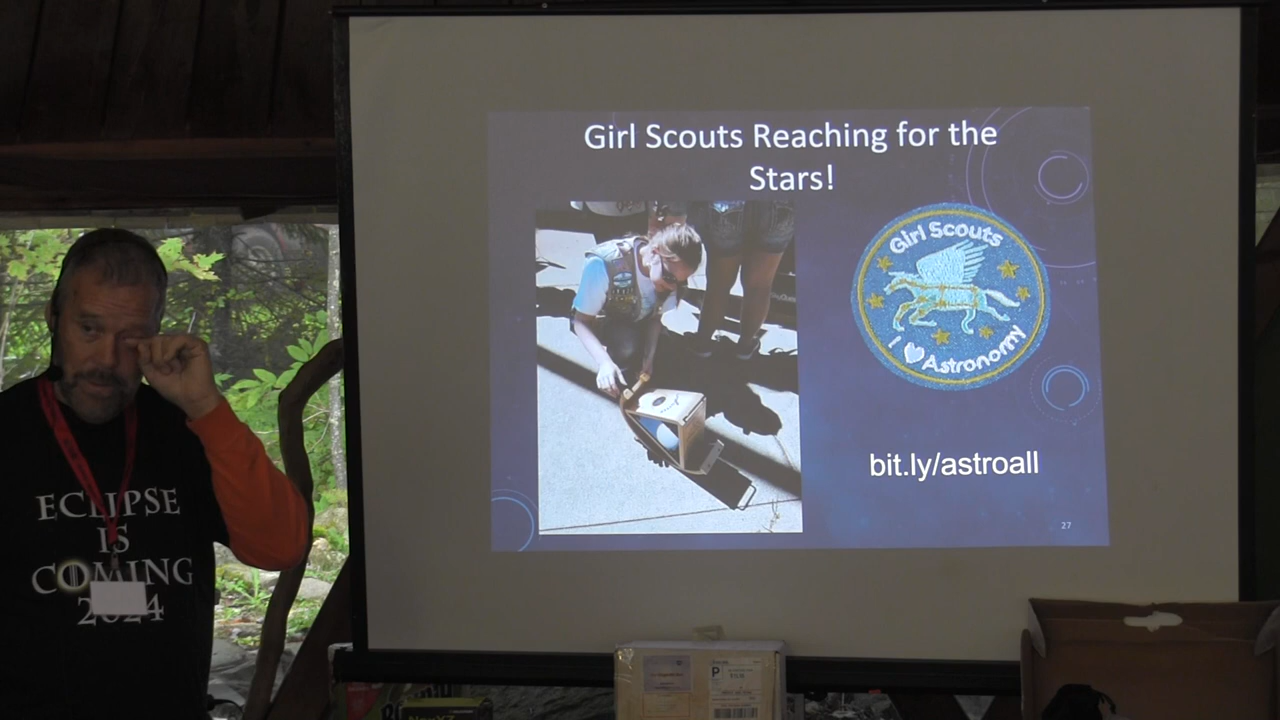 Girl Scouts Reaching for the
Stars!
Girl Scouts
I Astronomy
bit.ly/astroall
27
ECLIPSE
IS
COMING
2024
P